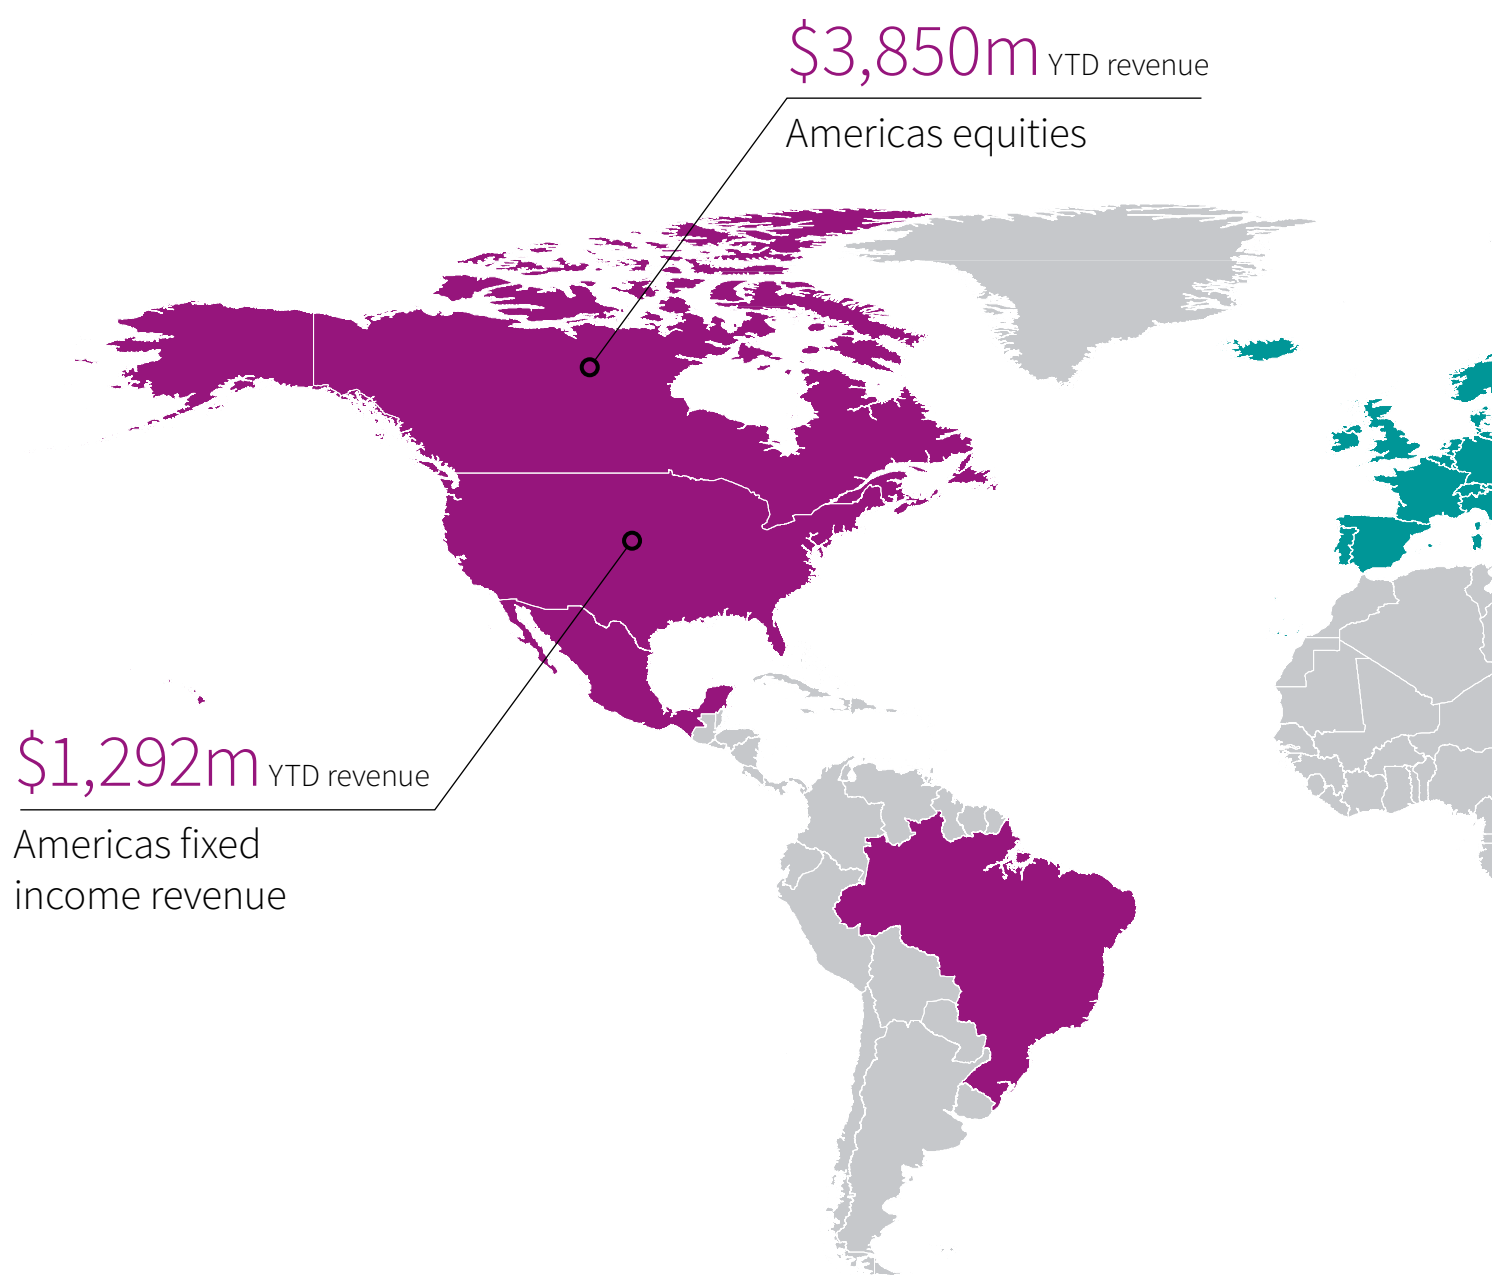 $3,850m YTD revenue
Americas equities
$1,292m YTD revenue
Americas fixed
income revenue